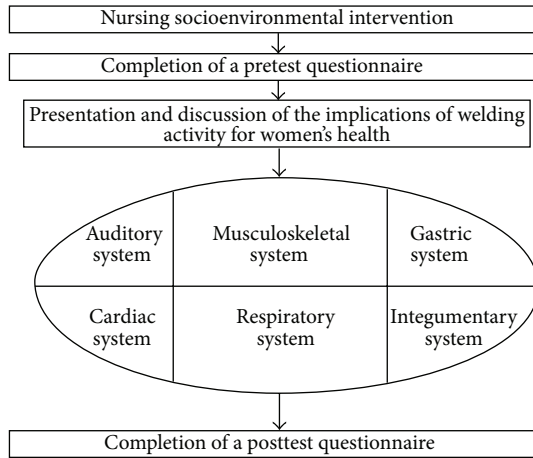 Nursing socioenvironmental intervention
Completion of a pretest questionnaire
Presentation and discussion of the implications of welding
activity for women's health
Auditory
system
Musculoskeletal
system
Gastric
system
Cardiac
system
Respiratory
system
Integumentary
system
Completion of a posttest questionnaire